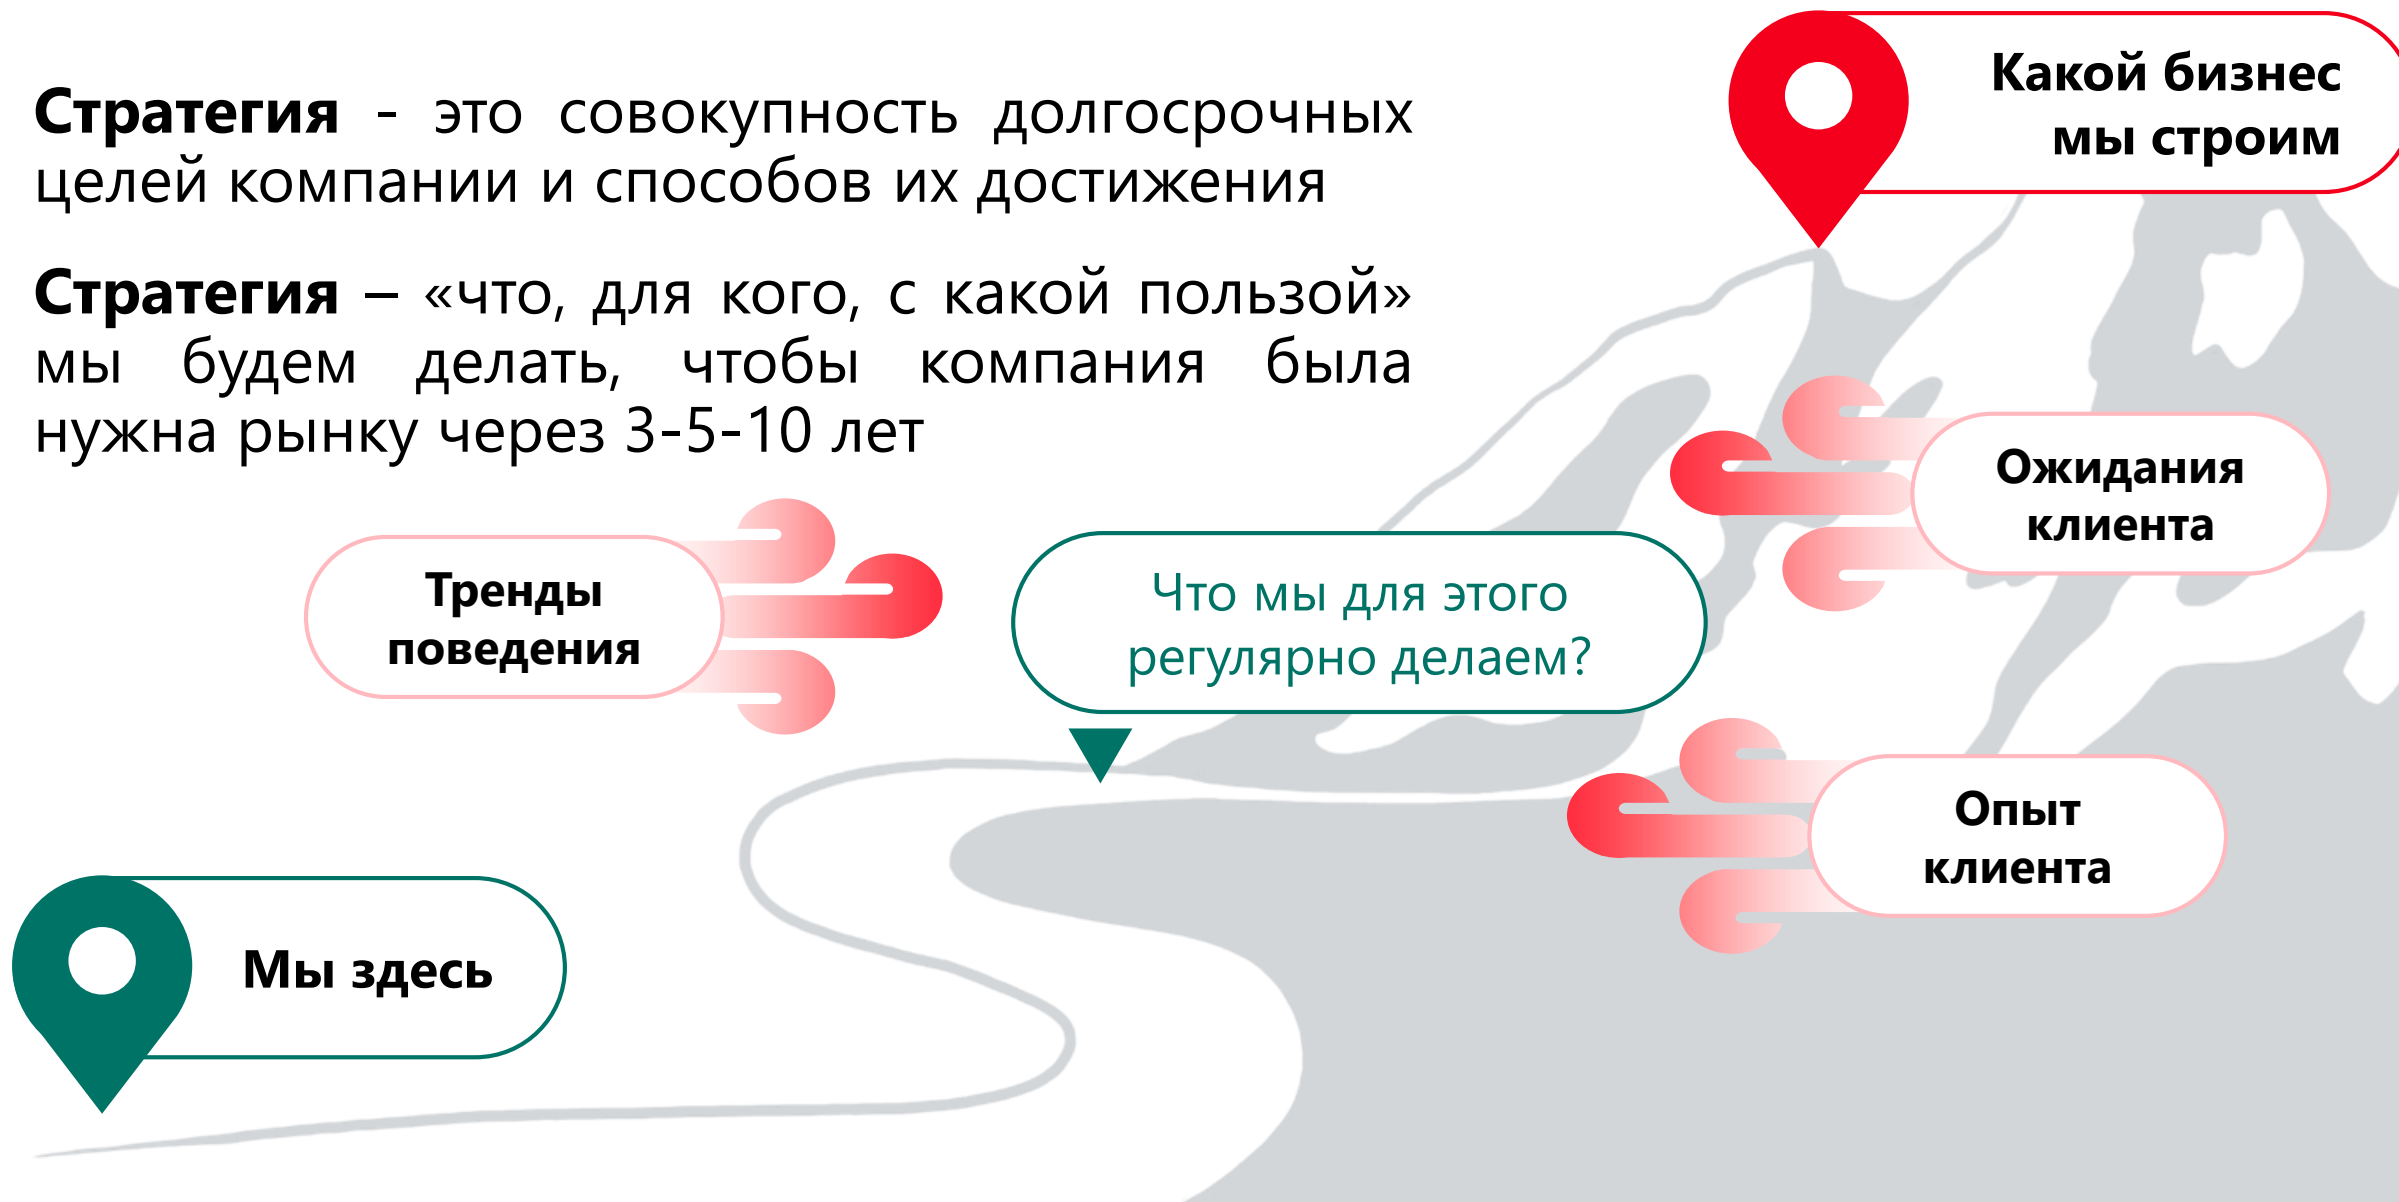 Стратегия - это совокупность долгосрочных
целей компании и способов их достижения
Стратегия – «что, для кого, с какой пользой»
мы будем делать, чтобы компания была
нужна рынку через 3-5-10 лет
Какой бизнес
мы строим
Ожидания
клиента
Тренды
поведения
Что мы для этого
регулярно делаем?
Опыт
клиента
Мы здесь